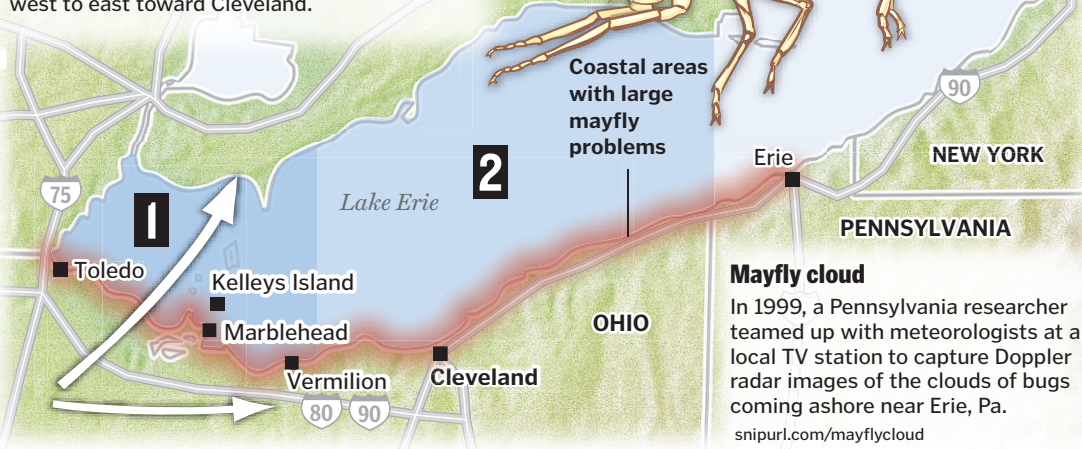 west to east toward Cleveland.
Coastal areas
with large
mayfly
problems
90
Erie
NEW YORK
75
1
2
Lake Erie
PENNSYLVANIA
Toledo
Kelleys Island
Marblehead
OHIO
Vermilion
Cleveland
80
90
Mayfly cloud
In 1999, a Pennsylvania researcher
teamed up with meteorologists at a
local TV station to capture Doppler
radar images of the clouds of bugs
coming ashore near Erie, Pa.
snipurl.com/mayflycloud